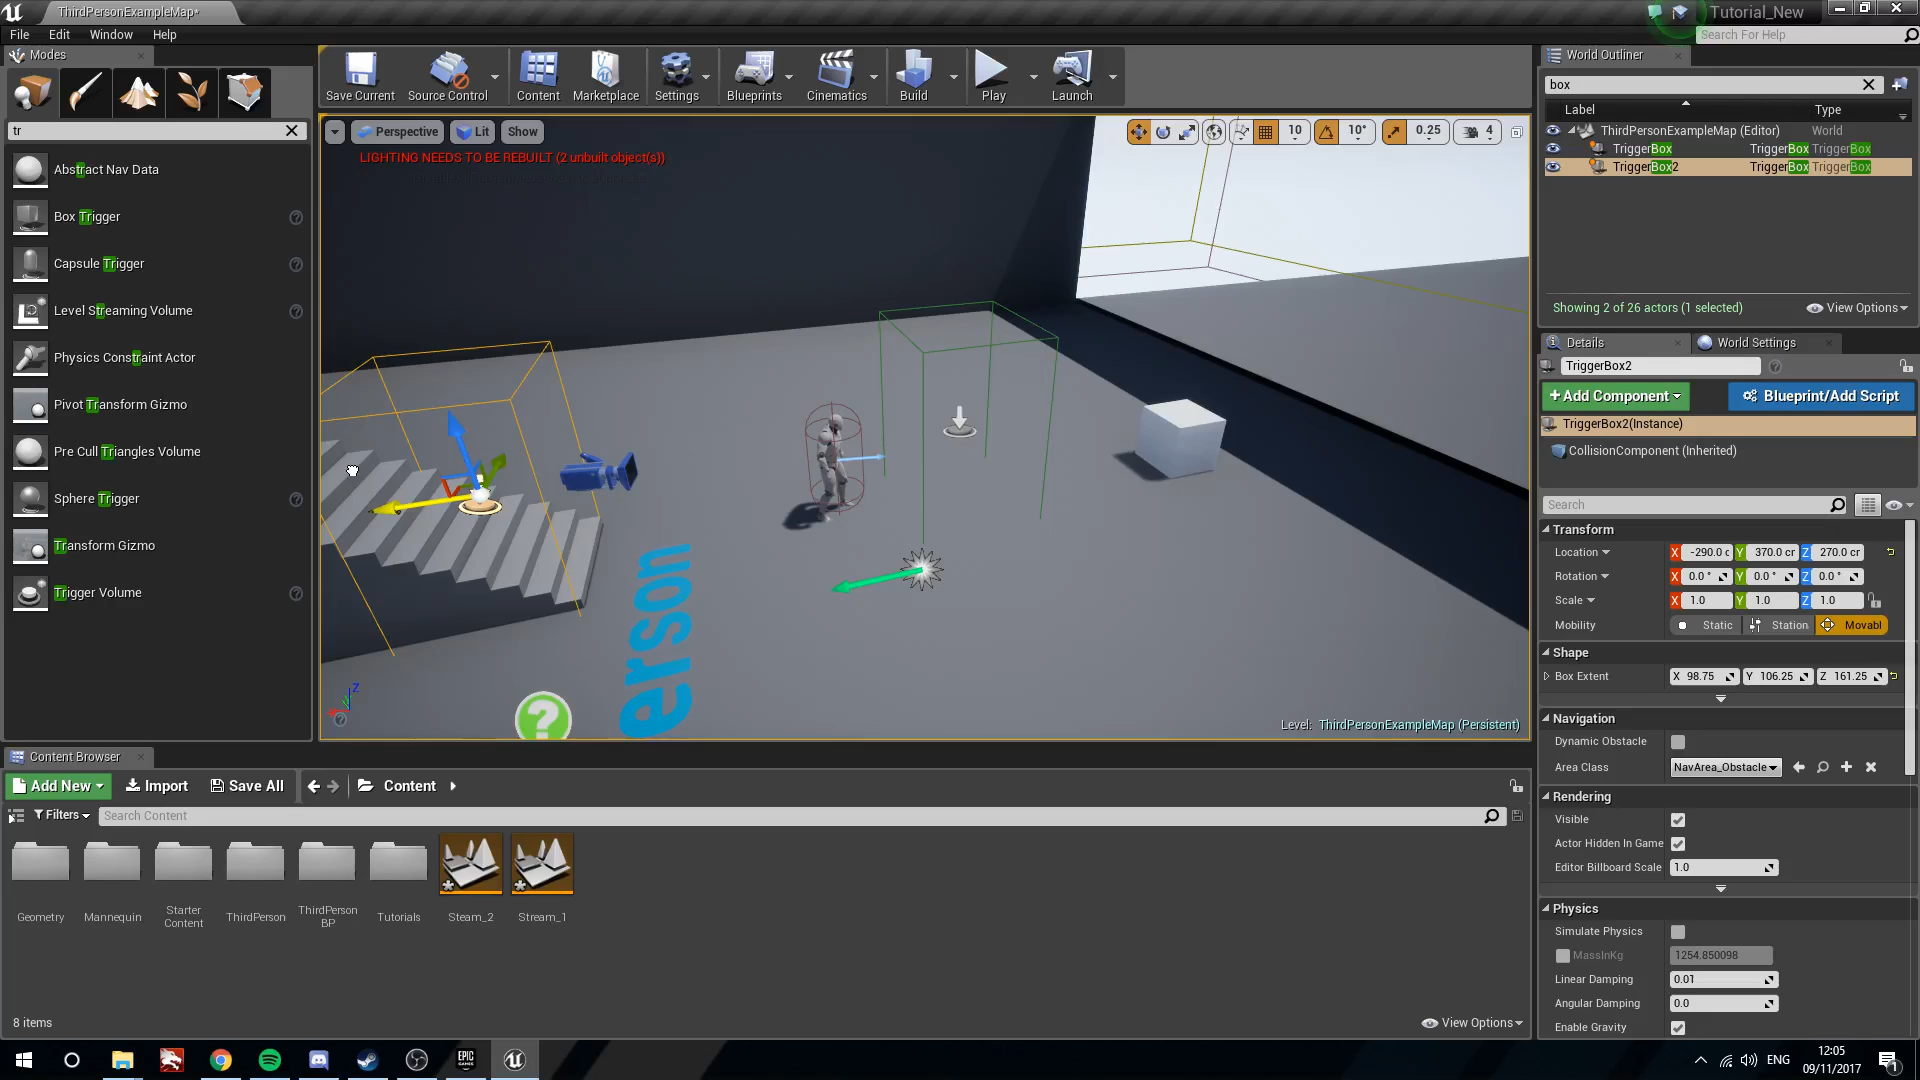 ThirdPersonExampleMap*
Tutorial_New
File Edit Window Help
Search For Help
Modes
tr
Abstract Nav Data
Box Trigger
Capsule Trigger
Level Streaming Volume
Physics Constraint Actor
Pivot Transform Gizmo
Pre Cull Triangles Volume
Sphere Trigger
Transform Gizmo
Trigger Volume
Save Current Source Control Content Marketplace Settings Blueprints Cinematics Build Play Launch
Perspective Lit Show 10 10° 0.25 4
LIGHTING NEEDS TO BE REBUILT (2 unbuilt object(s))
erson
Z
Level: ThirdPersonExampleMap (Persistent)
World Outliner
box
Label Type
ThirdPersonExampleMap (Editor) World
TriggerBox TriggerBox TriggerBox
TriggerBox2 TriggerBox TriggerBox
Showing 2 of 26 actors (1 selected) View Options
Details World Settings
TriggerBox2
+Add Component Blueprint/Add Script
TriggerBox2(Instance)
CollisionComponent (Inherited)
Search
Transform
Location X -290.0 c Y 370.0 cr Z 270.0 cr
Rotation X 0.0 ° Y 0.0 ° Z 0.0 °
Scale X 1.0 Y 1.0 Z 1.0
Mobility Static Station Movabl
Shape
Box Extent X 98.75 Y 106.25 Z 161.25
Navigation
Dynamic Obstacle
Area Class NavArea_Obstacle
Rendering
Visible
Actor Hidden In Game
Editor Billboard Scale 1.0
Physics
Simulate Physics
MassInKg 1254.850098
Linear Damping 0.01
Angular Damping 0.0
Enable Gravity
Content Browser
Add New Import Save All Content
Filters Search Content
Geometry Mannequin Starter Content ThirdPerson ThirdPerson BP Tutorials Steam_2 Stream_1
8 items View Options
EPIC GAMES
ENG
12:05
09/11/2017
1